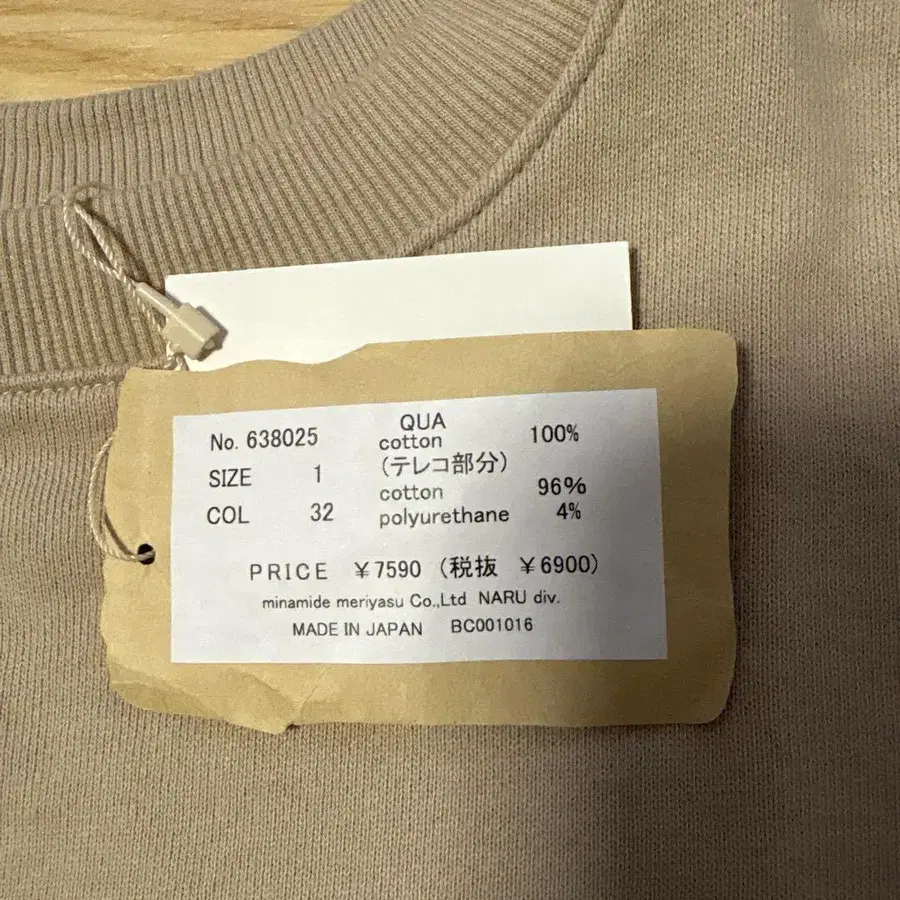 No. 638025
SIZE 1
COL 32
QUA
cotton 100%
(テレコ部分)
cotton 96%
polyurethane 4%
PRICE ￥7590 (税抜 ￥6900)
minamide meriyasu Co.,Ltd NARU div.
MADE IN JAPAN BC001016